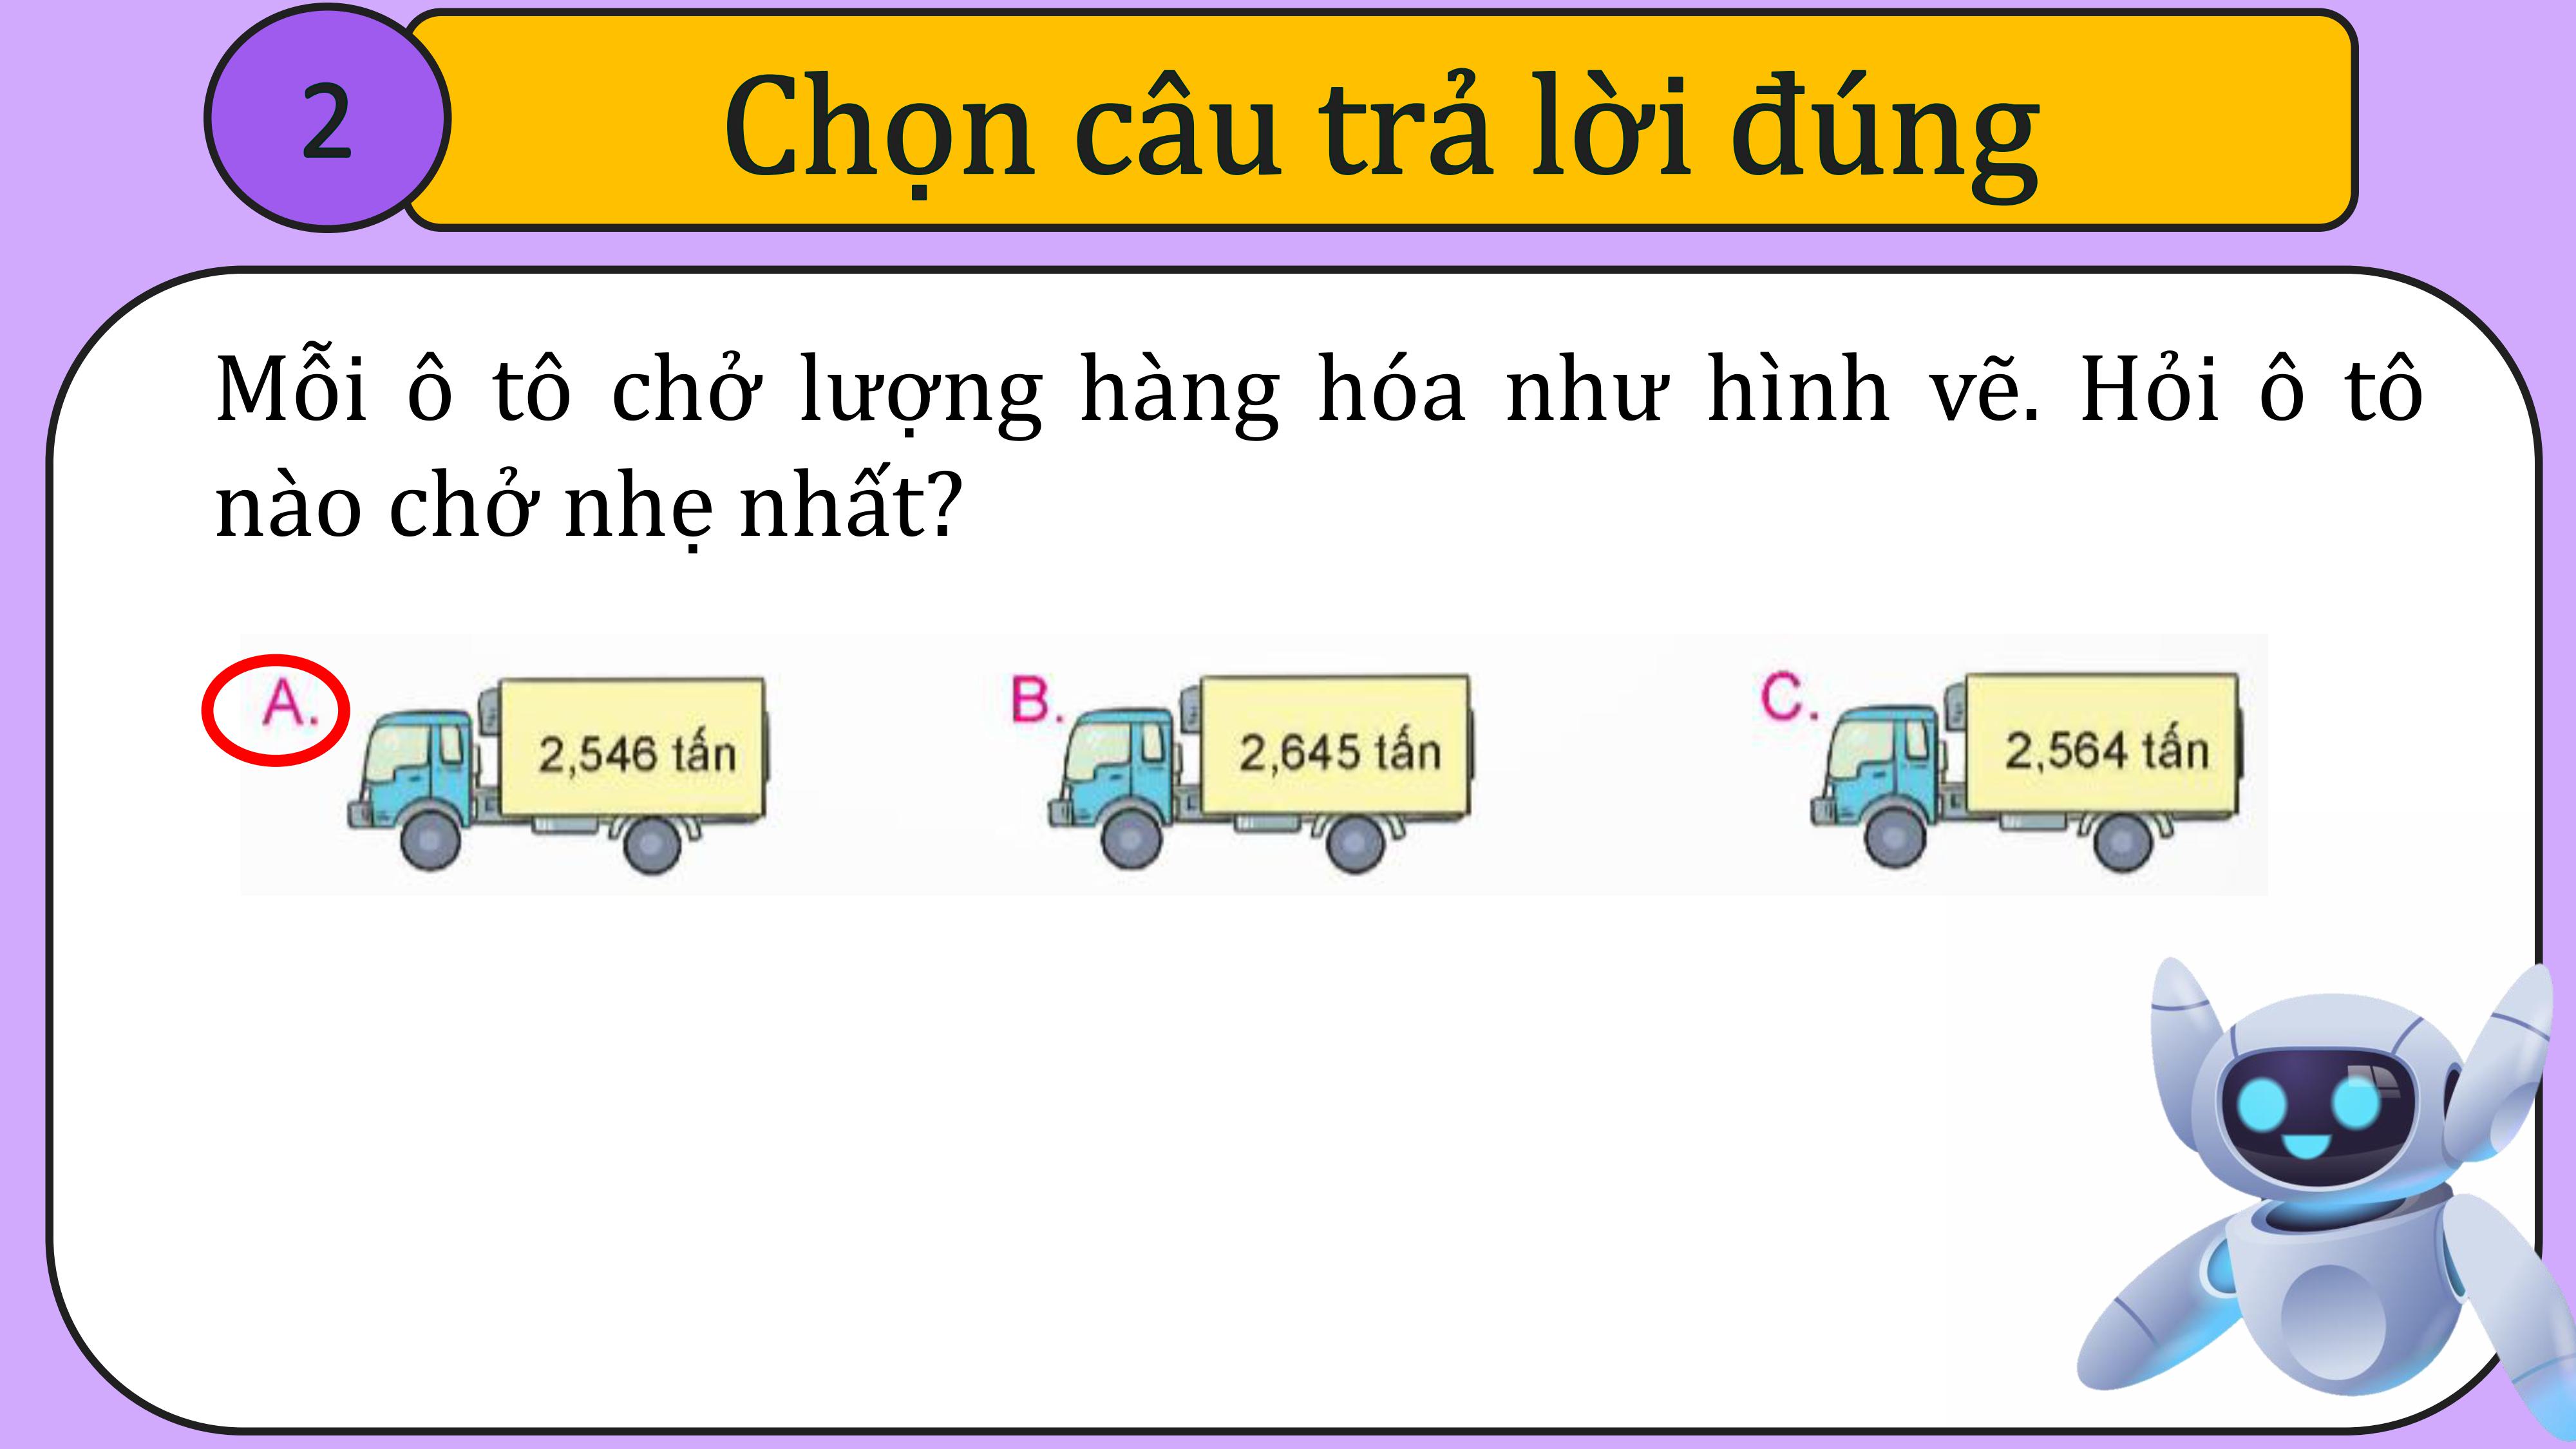 2
Chọn câu trả lời đúng
Mỗi ô tô chở lượng hàng hóa như hình vẽ. Hỏi ô tô
nào chở nhẹ nhất?
A. 2,546 tấn
B. 2,645 tấn
C. 2,564 tấn